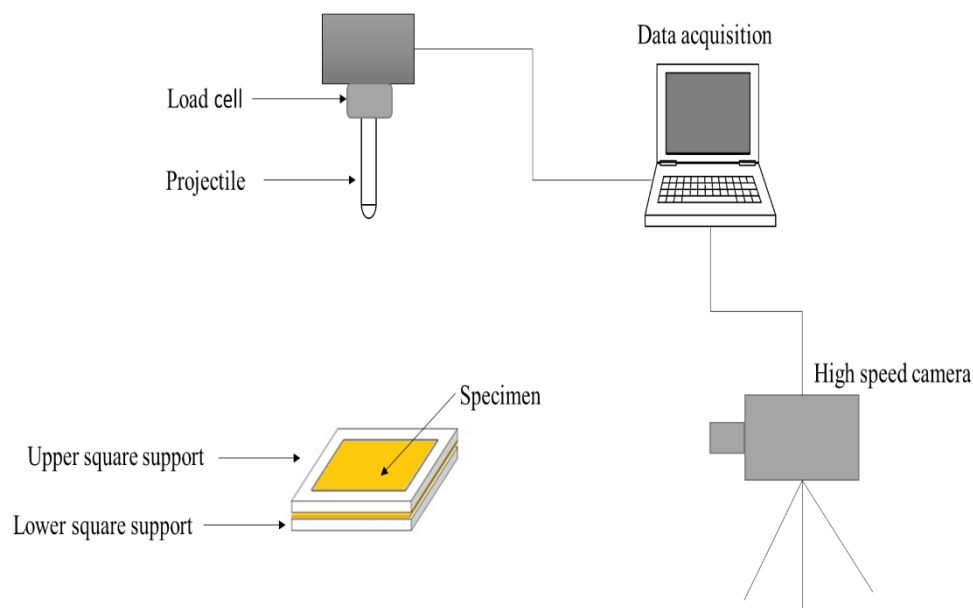 Data acquisition
Load cell
Projectile
High speed camera
Specimen
Upper square support
Lower square support